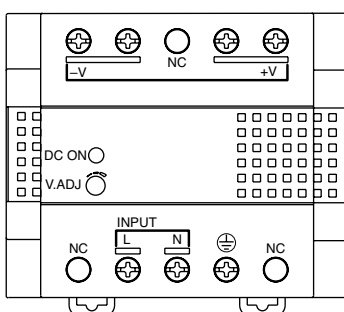 NC
–V +V
DC ON
V.ADJ
INPUT
L N
NC NC